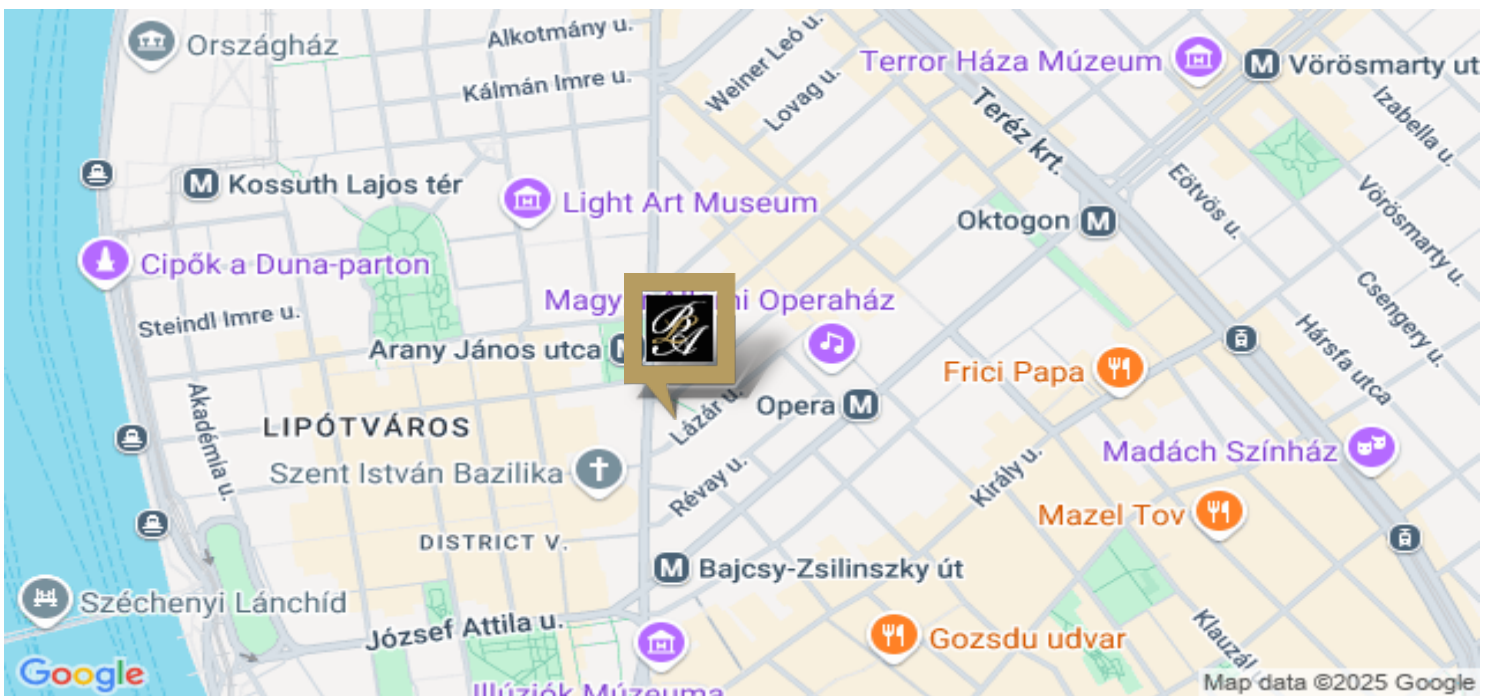 Országház
Alkotmány u.
Kálmán Imre u.
Weiner Leó u.
Lovag u.
Terror Háza Múzeum
M Vörösmarty ut
Teréz krt.
Izabella u.
M Kossuth Lajos tér
Light Art Museum
Eötvös u.
Vörösmarty u.
Oktogon M
Cipők a Duna-parton
Steindl Imre u.
Operaház
Csengery u.
Hársfa utca
Arany János utca
Frici Papa
Akadémia u.
LIPÓTVÁROS
Lázár u.
Opera M
Szent István Bazilika
Révay u.
Király u.
Madách Színház
Mazel Tov
DISTRICT V.
M Bajcsy-Zsilinszky út
Széchenyi Lánchíd
József Attila u.
Gozsdu udvar
Klauzál
Google
Illúziók Múzeuma
Map data ©2025 Google